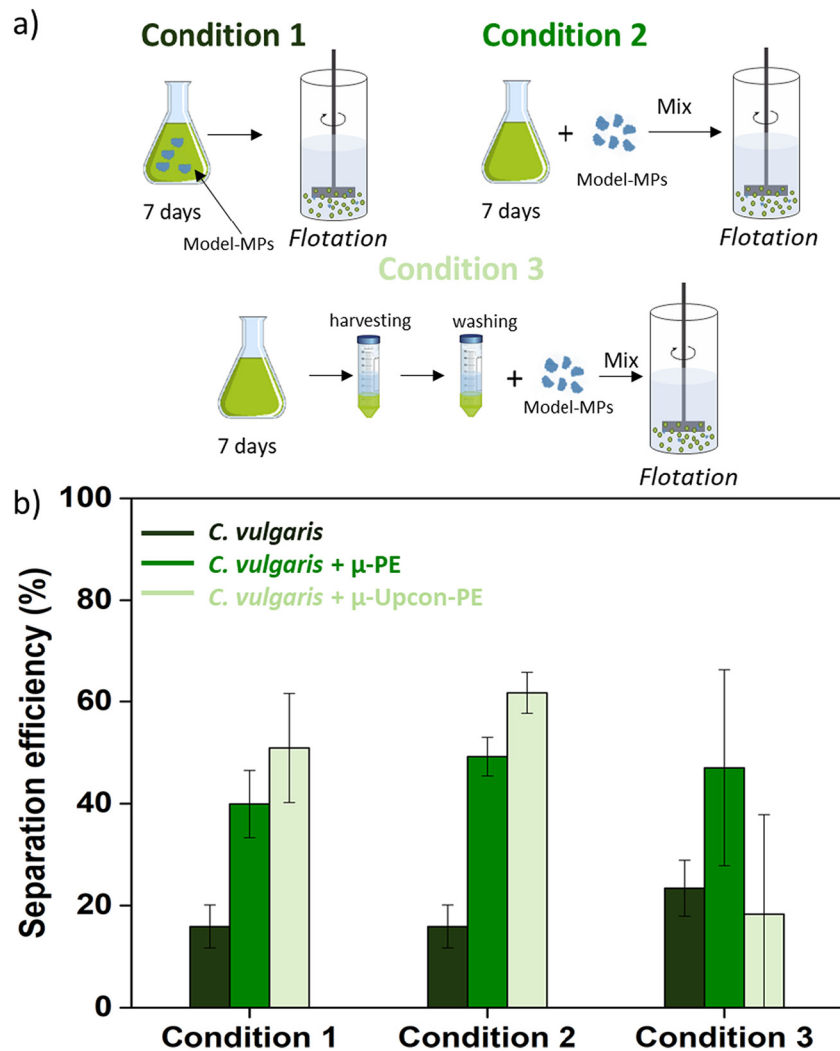 a)
Condition 1
Condition 2
7 days
Model-MPs
Flotation
7 days
+
Model-MPs
Mix
Flotation
Condition 3
7 days
harvesting
washing
+
Model-MPs
Mix
Flotation
b)
Separation efficiency (%)
100
80
60
40
20
0
C. vulgaris
C. vulgaris + μ-PE
C. vulgaris + μ-Upcon-PE
Condition 1
Condition 2
Condition 3